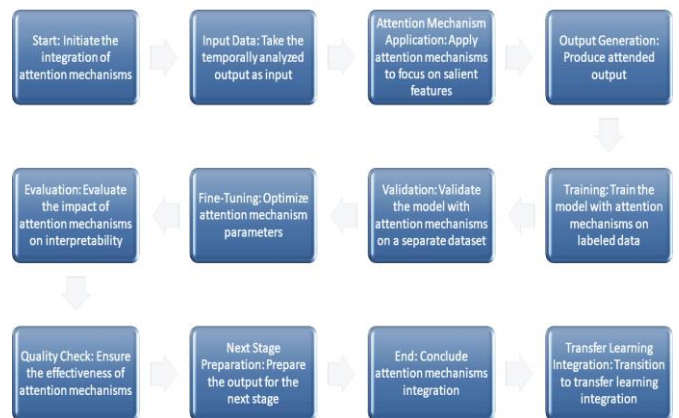 Start: Initiate the
integration of
attention mechanisms
Input Data: Take the
temporally analyzed
output as input
Attention Mechanism
Application: Apply
attention mechanisms
to focus on salient
features
Output Generation:
Produce attended
output
Training: Train the
model with attention
mechanisms on
labeled data
Validation: Validate
the model with
attention mechanisms
on a separate dataset
Fine-Tuning: Optimize
attention mechanism
parameters
Evaluation: Evaluate
the impact of
attention mechanisms
on interpretability
Quality Check: Ensure
the effectiveness of
attention mechanisms
Next Stage
Preparation: Prepare
the output for the
next stage
End: Conclude
attention mechanisms
integration
Transfer Learning
Integration: Transition
to transfer learning
integration